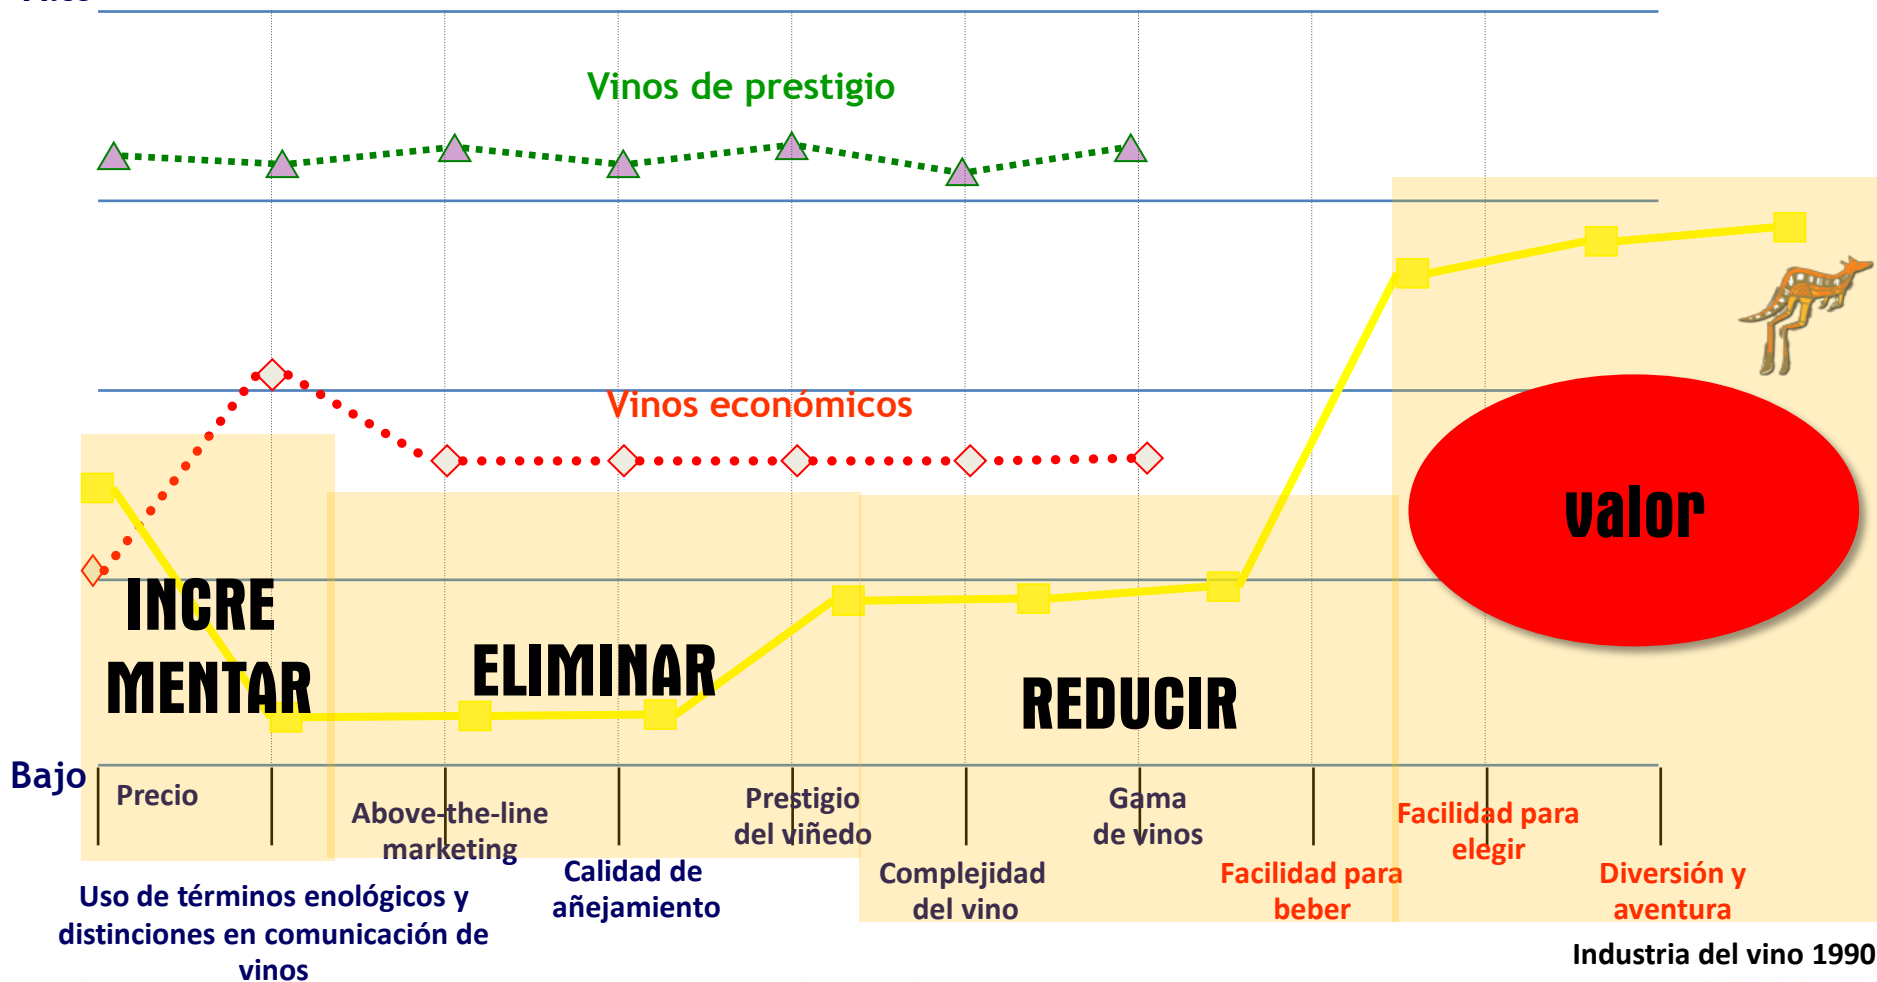 Vinos de prestigio
Vinos económicos
INCRE
MENTAR
ELIMINAR
REDUCIR
valor
Bajo
Precio
Above-the-line
marketing
Prestigio
del viñedo
Gama
de vinos
Facilidad para
elegir
Uso de términos enológicos y
distinciones en comunicación de
vinos
Calidad de
añejamiento
Complejidad
del vino
Facilidad para
beber
Diversión y
aventura
Industria del vino 1990